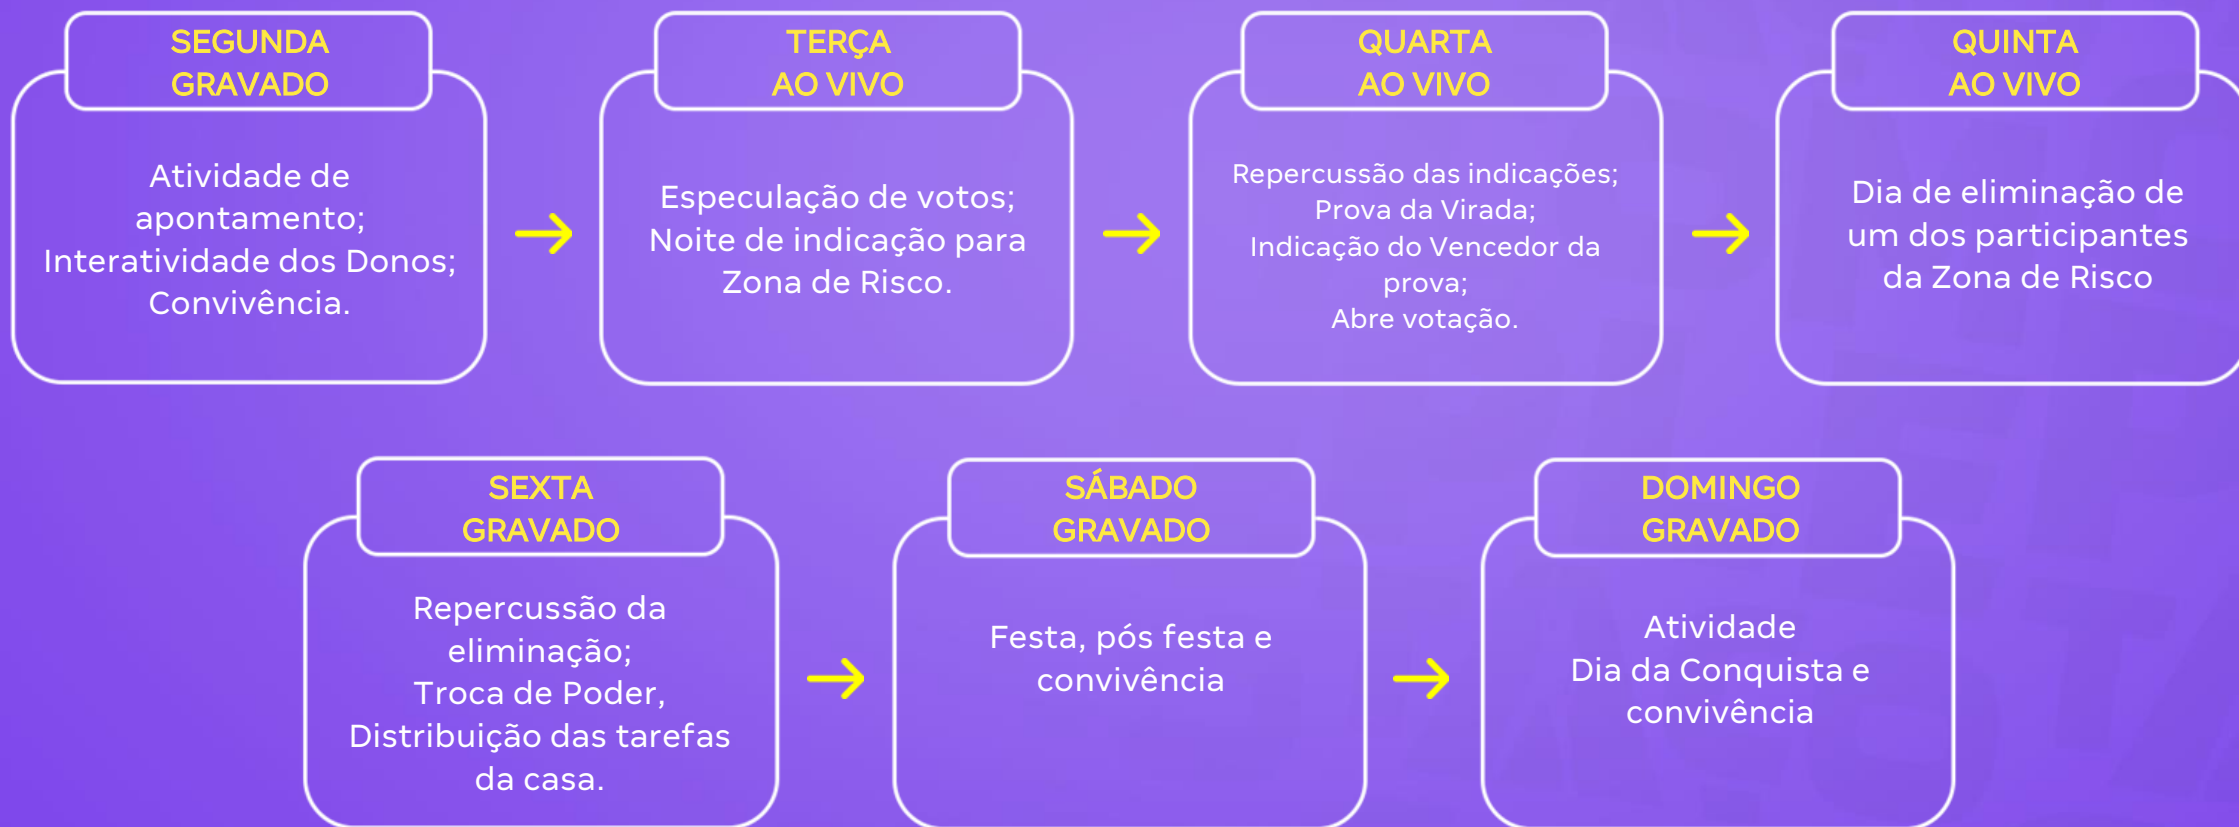 SEGUNDA
GRAVADO
Atividade de
apontamento;
Interatividade dos Donos;
Convivência.
TERÇA
AO VIVO
Especulação de votos;
Noite de indicação para
Zona de Risco.
QUARTA
AO VIVO
Repercussão das indicações;
Prova da Virada;
Indicação do Vencedor da
prova;
Abre votação.
QUINTA
AO VIVO
Dia de eliminação de
um dos participantes
da Zona de Risco
SEXTA
GRAVADO
Repercussão da
eliminação;
Troca de Poder,
Distribuição das tarefas
da casa.
SÁBADO
GRAVADO
Festa, pós festa e
convivência
DOMINGO
GRAVADO
Atividade
Dia da Conquista e
convivência